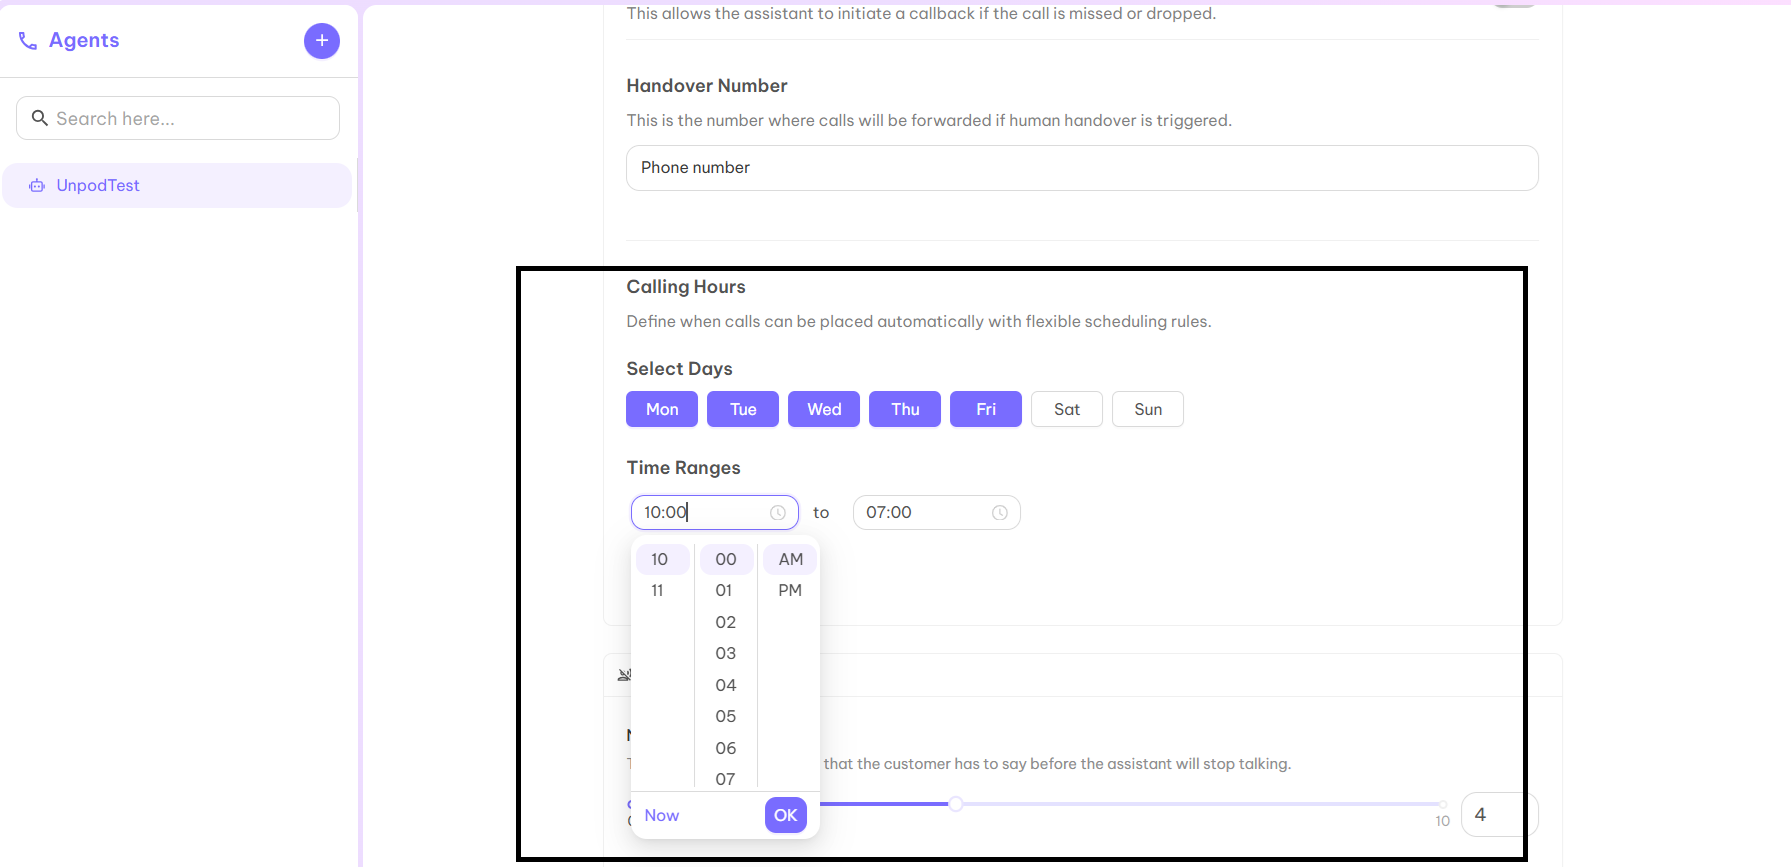 Agents
+
Search here...
UnpodTest
This allows the assistant to initiate a callback if the call is missed or dropped.
Handover Number
This is the number where calls will be forwarded if human handover is triggered.
Phone number
Calling Hours
Define when calls can be placed automatically with flexible scheduling rules.
Select Days
Mon Tue Wed Thu Fri Sat Sun
Time Ranges
10:00 to 07:00
10 00 AM
11 01 PM
02
03
04
05
06
07
that the customer has to say before the assistant will stop talking.
Now OK
10
4